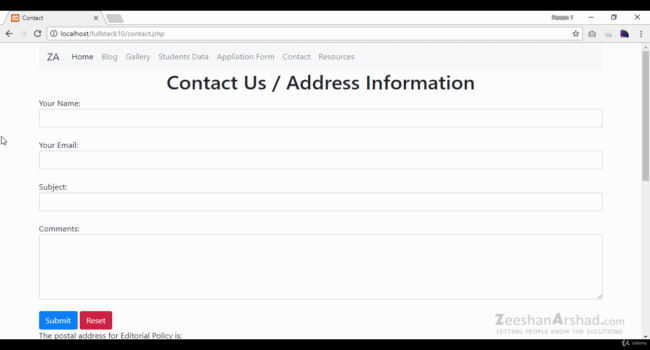 Contact
localhost/fullstack10/contact.php
ZA Home Blog Gallery Students Data Appliation Form Contact Resources
Contact Us / Address Information
Your Name:
Your Email:
Subject:
Comments:
Submit Reset
The postal address for Editorial Policy is:
ZeeshanArshad.com
LETTING PEOPLE KNOW THE SOLUTIONS
Udemy